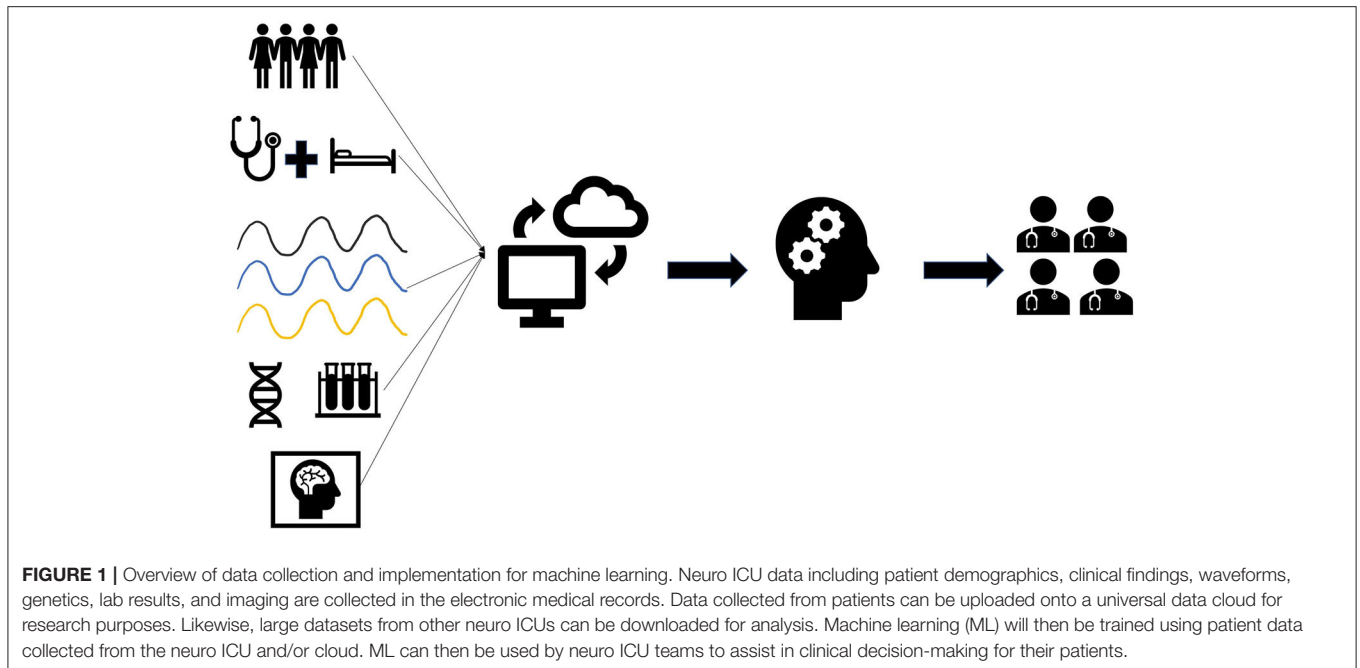 FIGURE 1 | Overview of data collection and implementation for machine learning. Neuro ICU data including patient demographics, clinical findings, waveforms,
genetics, lab results, and imaging are collected in the electronic medical records. Data collected from patients can be uploaded onto a universal data cloud for
research purposes. Likewise, large datasets from other neuro ICUs can be downloaded for analysis. Machine learning (ML) will then be trained using patient data
collected from the neuro ICU and/or cloud. ML can then be used by neuro ICU teams to assist in clinical decision-making for their patients.